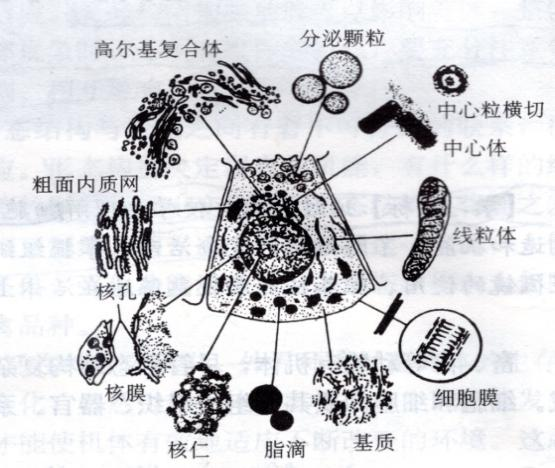 高尔基复合体
分泌颗粒
中心粒横切
中心体
粗面内质网
线粒体
核孔
核膜
细胞膜
核仁
脂滴
基质